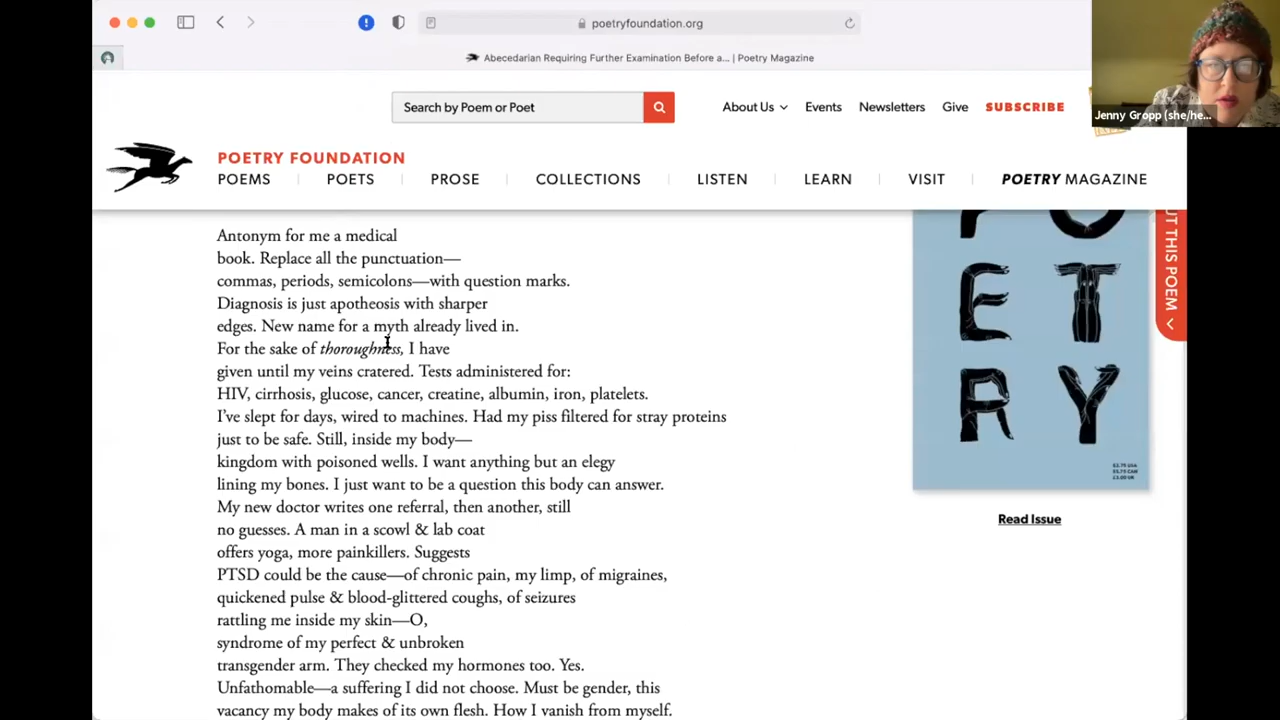 poetryfoundation.org
Abecedarian Requiring Further Examination Before a... | Poetry Magazine
Search by Poem or Poet
About Us
Events
Newsletters
Give
SUBSCRIBE
Jenny Gropp (she/he...
POETRY FOUNDATION
POEMS
POETS
PROSE
COLLECTIONS
LISTEN
LEARN
VISIT
POETRY MAGAZINE
Antonym for me a medical
book. Replace all the punctuation—
commas, periods, semicolons—with question marks.
Diagnosis is just apotheosis with sharper
edges. New name for a myth already lived in.
For the sake of thoroughness, I have
given until my veins cratered. Tests administered for:
HIV, cirrhosis, glucose, cancer, creatine, albumin, iron, platelets.
I've slept for days, wired to machines. Had my piss filtered for stray proteins
just to be safe. Still, inside my body—
kingdom with poisoned wells. I want anything but an elegy
lining my bones. I just want to be a question this body can answer.
My new doctor writes one referral, then another, still
no guesses. A man in a scowl & lab coat
offers yoga, more painkillers. Suggests
PTSD could be the cause—of chronic pain, my limp, of migraines,
quickened pulse & blood-glittered coughs, of seizures
rattling me inside my skin—O,
syndrome of my perfect & unbroken
transgender arm. They checked my hormones too. Yes.
Unfathomable—a suffering I did not choose. Must be gender, this
vacancy my body makes of its own flesh. How I vanish from myself.
PO
ET
RY
Read Issue
UT THIS POEM